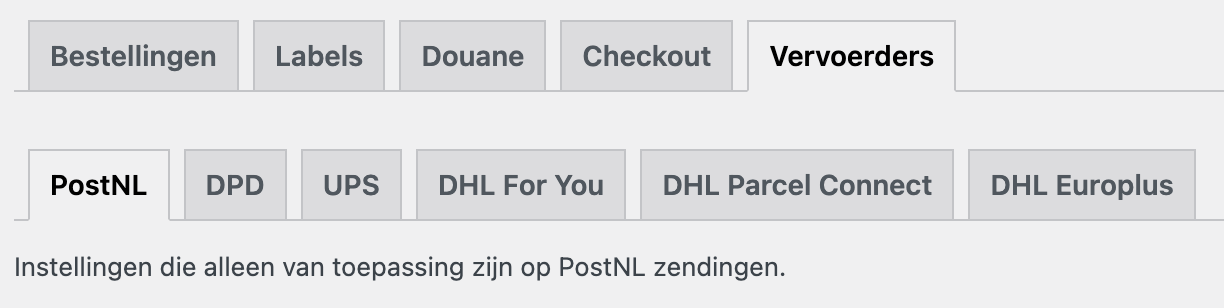 Bestellingen Labels Douane Checkout Vervoerders
PostNL DPD UPS DHL For You DHL Parcel Connect DHL Europlus
Instellingen die alleen van toepassing zijn op PostNL zendingen.